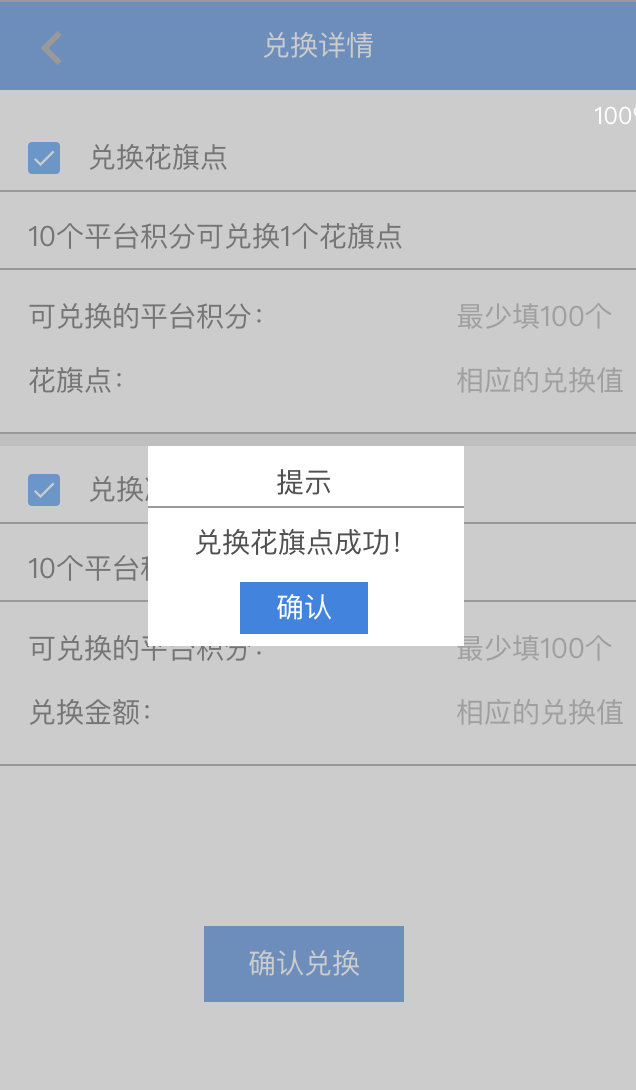 兑换详情
100%
兑换花旗点
10个平台积分可兑换1个花旗点
可兑换的平台积分： 最少填100个
花旗点： 相应的兑换值
兑换
提示
兑换花旗点成功！
10个平台积
确认
可兑换的平台积分： 最少填100个
兑换金额： 相应的兑换值
确认兑换